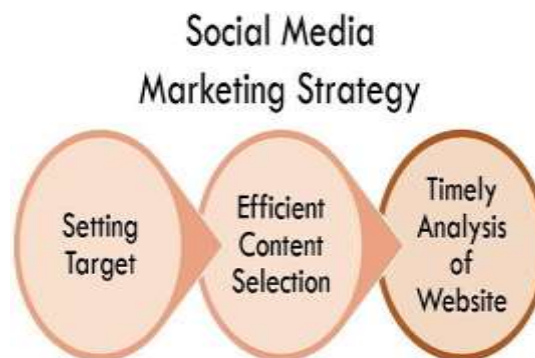 Social Media
Marketing Strategy
Setting
Target
Efficient
Content
Selection
Timely
Analysis
of
Website